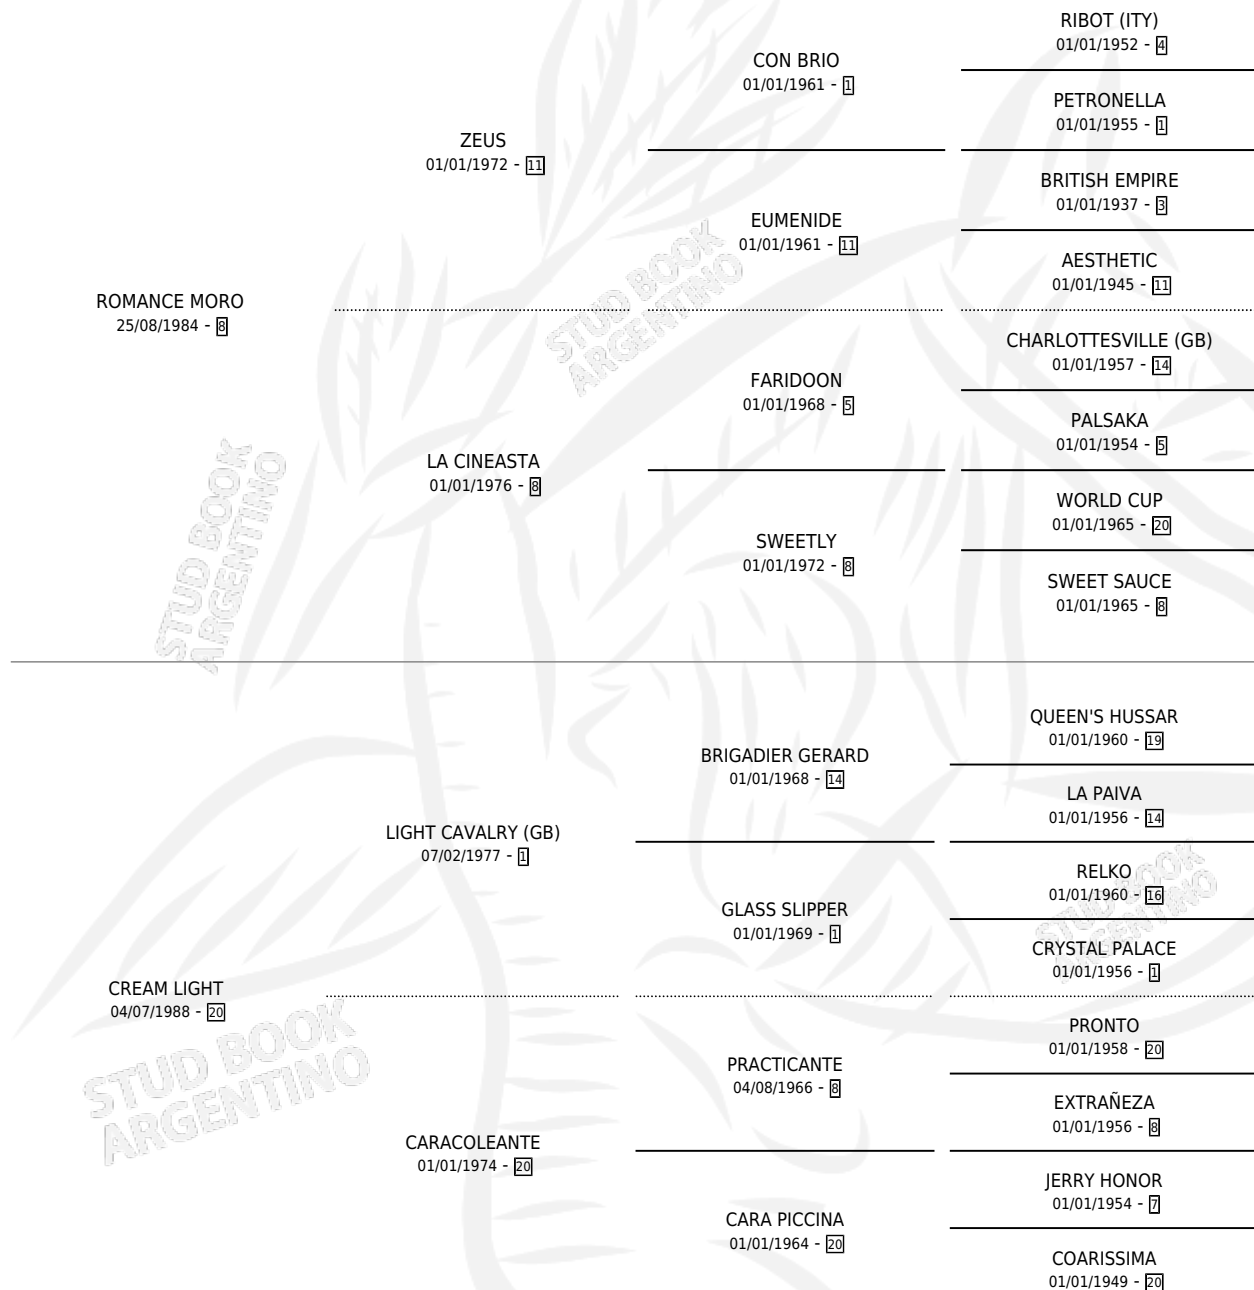 RIBOT (ITY)
01/01/1952 - 4
CON BRIO
01/01/1961 - 1
PETRONELLA
01/01/1955 - 1
ZEUS
01/01/1972 - 11
BRITISH EMPIRE
01/01/1937 - 3
EUMENIDE
01/01/1961 - 11
AESTHETIC
01/01/1945 - 11
ROMANCE MORO
25/08/1984 - 8
CHARLOTTESVILLE (GB)
01/01/1957 - 14
FARIDOON
01/01/1968 - 5
PALSAKA
01/01/1954 - 5
LA CINEASTA
01/01/1976 - 8
WORLD CUP
01/01/1965 - 20
SWEETLY
01/01/1972 - 8
SWEET SAUCE
01/01/1965 - 8
STUD BOOK
ARGENTINO
STUD BOOK
ARGENTINO
QUEEN'S HUSSAR
01/01/1960 - 19
BRIGADIER GERARD
01/01/1968 - 14
LA PAIVA
01/01/1956 - 14
LIGHT CAVALRY (GB)
07/02/1977 - 1
RELKO
01/01/1960 - 16
GLASS SLIPPER
01/01/1969 - 1
CRYSTAL PALACE
01/01/1956 - 1
CREAM LIGHT
04/07/1988 - 20
PRONTO
01/01/1958 - 20
PRACTICANTE
04/08/1966 - 8
EXTRAÑEZA
01/01/1956 - 8
CARACOLEANTE
01/01/1974 - 20
JERRY HONOR
01/01/1954 - 7
CARA PICCINA
01/01/1964 - 20
COARISSIMA
01/01/1949 - 20
STUD BOOK
ARGENTINO
STUD BOOK
ARGENTINO